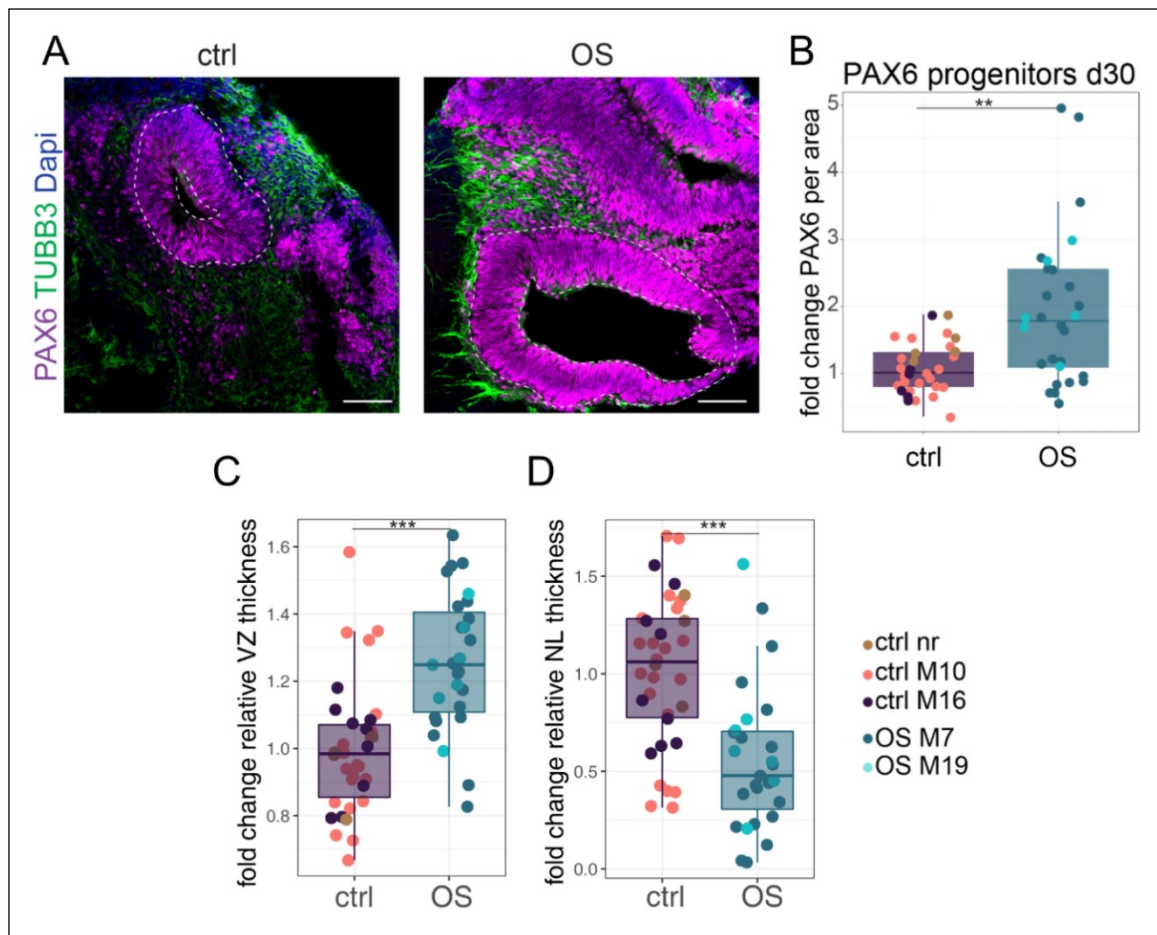 A
ctrl
OS
PAX6 TUBB3 Dapi
B
PAX6 progenitors d30
**
fold change PAX6 per area
5
4
3
2
1
ctrl
OS
C
***
fold change relative VZ thickness
1.6
1.4
1.2
1.0
0.8
ctrl
OS
D
***
fold change relative NL thickness
1.5
1.0
0.5
0.0
ctrl
OS
ctrl nr
ctrl M10
ctrl M16
OS M7
OS M19